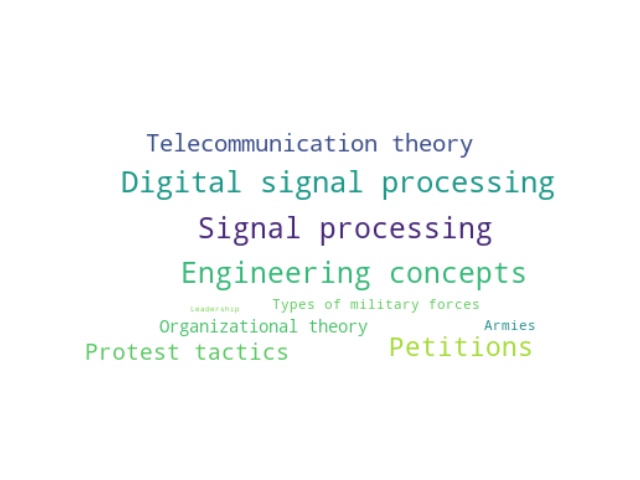 Telecommunication theory
Digital signal processing
Signal processing
Engineering concepts
Leadership Types of military forces
Organizational theory Armies
Protest tactics Petitions